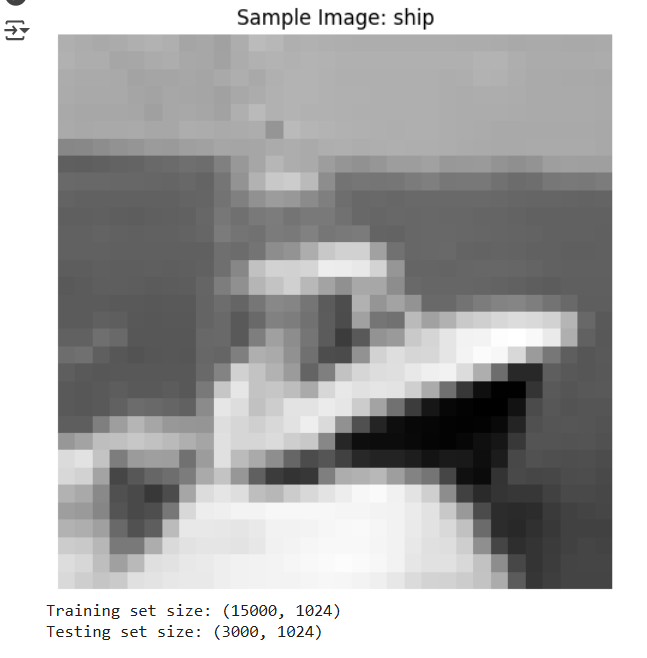 Sample Image: ship
Training set size: (15000, 1024)
Testing set size: (3000, 1024)